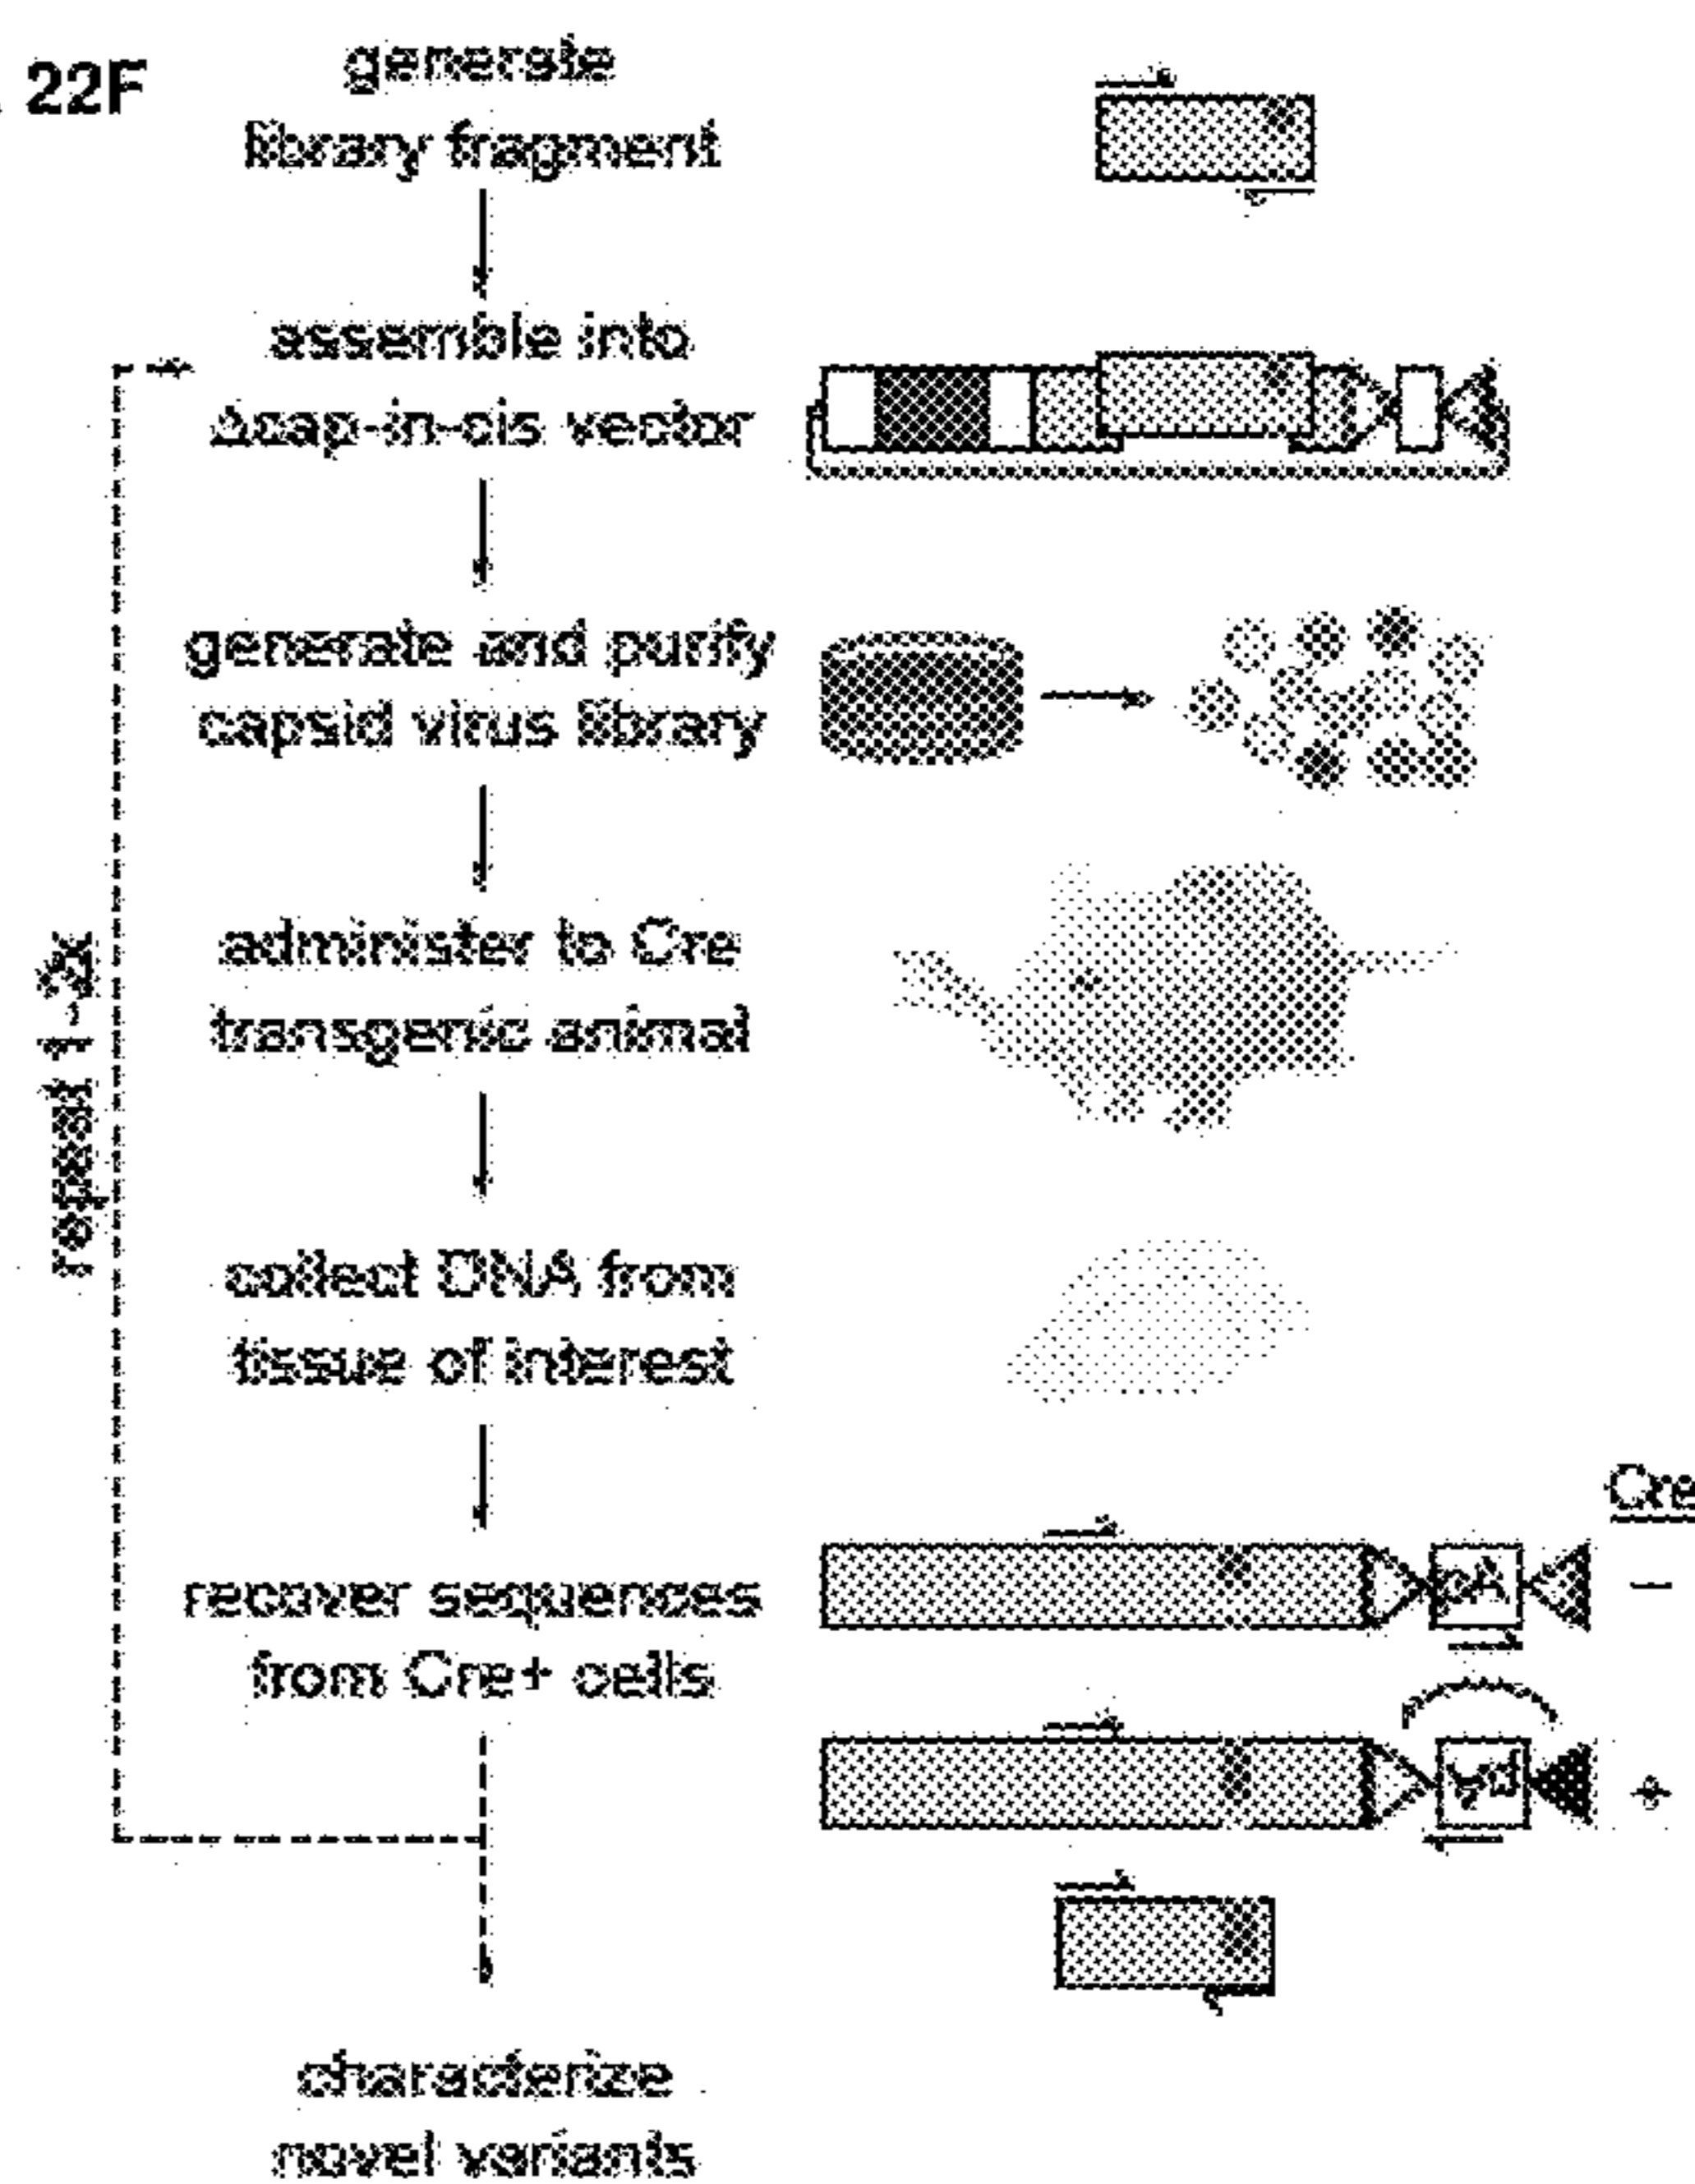 22F
generate
library fragment
assemble into
Δcap-in-cis vector
generate and purify
capsid virus library
administer to Cre
transgenic animal
repeat 1-2x
collect DNA from
tissue of interest
Cre
recover sequences
from Cre+ cells
pA
−
pA
+
characterize
novel variants